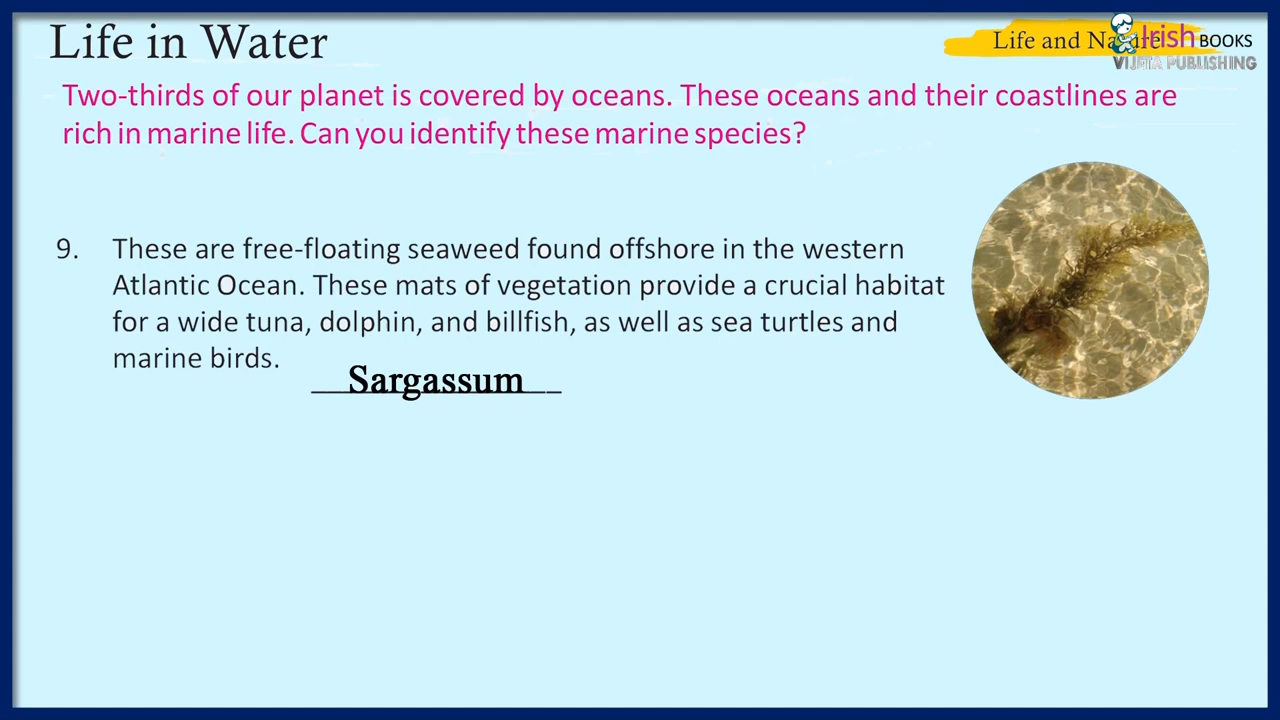 Life in Water
Life and Nature
Irish BOOKS
VIJETA PUBLISHING
Two-thirds of our planet is covered by oceans. These oceans and their coastlines are
rich in marine life. Can you identify these marine species?
9. These are free-floating seaweed found offshore in the western
Atlantic Ocean. These mats of vegetation provide a crucial habitat
for a wide tuna, dolphin, and billfish, as well as sea turtles and
marine birds.
Sargassum